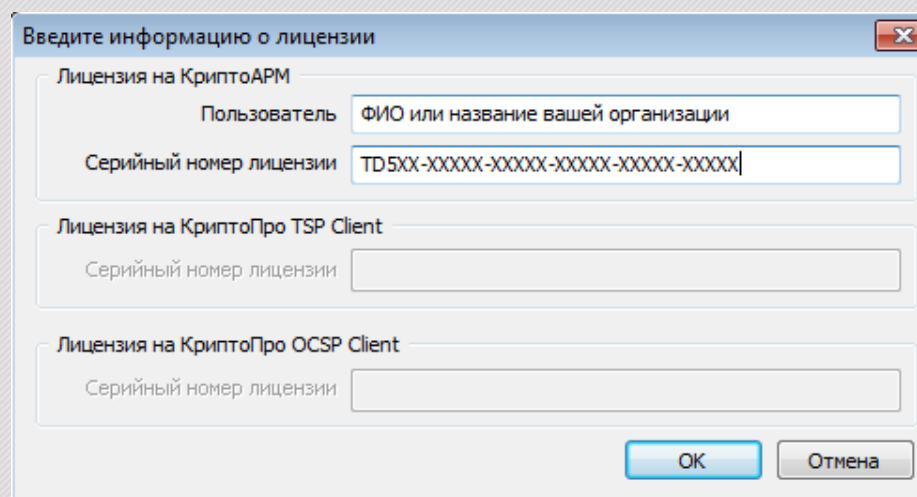 Введите информацию о лицензии
Лицензия на КриптоАРМ
Пользователь ФИО или название вашей организации
Серийный номер лицензии TD5XX-XXXXX-XXXXX-XXXXX-XXXXX-XXXXX
Лицензия на КриптоПро TSP Client
Серийный номер лицензии
Лицензия на КриптоПро OCSP Client
Серийный номер лицензии
OK Отмена